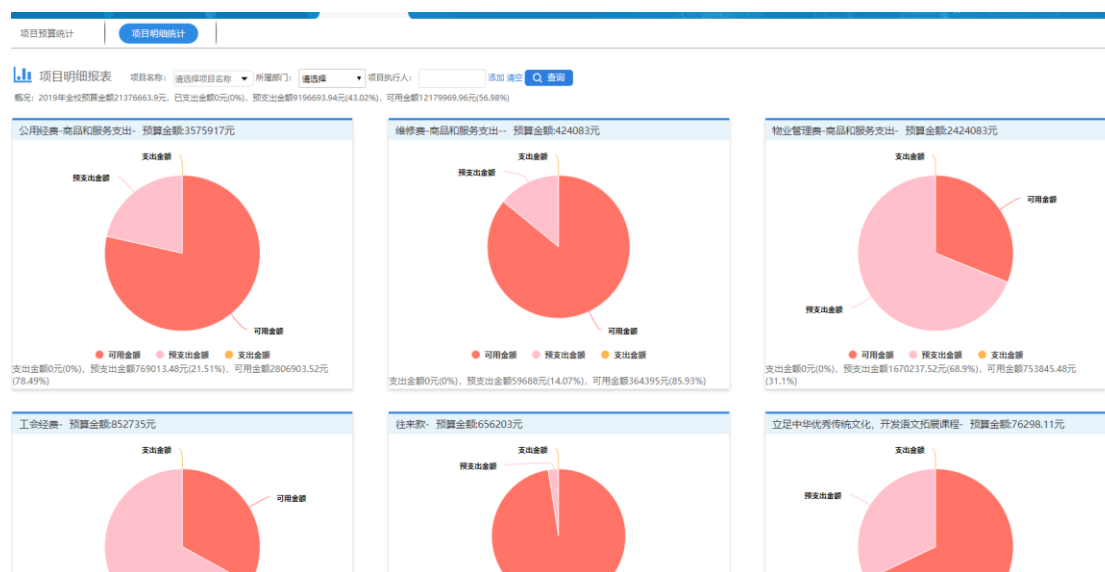 项目预算统计 项目明细统计
项目明细报表 项目名称: 请选择项目名称 所属部门: 请选择 项目执行人: 添加 清空 查询
概况: 2019年全校预算金额21376663.9元, 已支出金额0元(0%), 预支出金额9196693.94元(43.02%), 可用金额12179969.96元(56.98%)
公用经费-商品和服务支出- 预算金额:3575917元
支出金额
预支出金额
可用金额
可用金额 预支出金额 支出金额
支出金额0元(0%), 预支出金额769013.48元(21.51%), 可用金额2806903.52元
(78.49%)
维修费-商品和服务支出-- 预算金额:424083元
支出金额
预支出金额
可用金额
可用金额 预支出金额 支出金额
支出金额0元(0%), 预支出金额59688元(14.07%), 可用金额364395元(85.93%)
物业管理费-商品和服务支出- 预算金额:2424083元
支出金额
可用金额
预支出金额
可用金额 预支出金额 支出金额
支出金额0元(0%), 预支出金额1670237.52元(68.9%), 可用金额753845.48元
(31.1%)
工会经费- 预算金额:852735元
支出金额
可用金额
往来款- 预算金额:656203元
支出金额
预支出金额
立足中华优秀传统文化, 开发语文拓展课程- 预算金额:76298.11元
支出金额
预支出金额